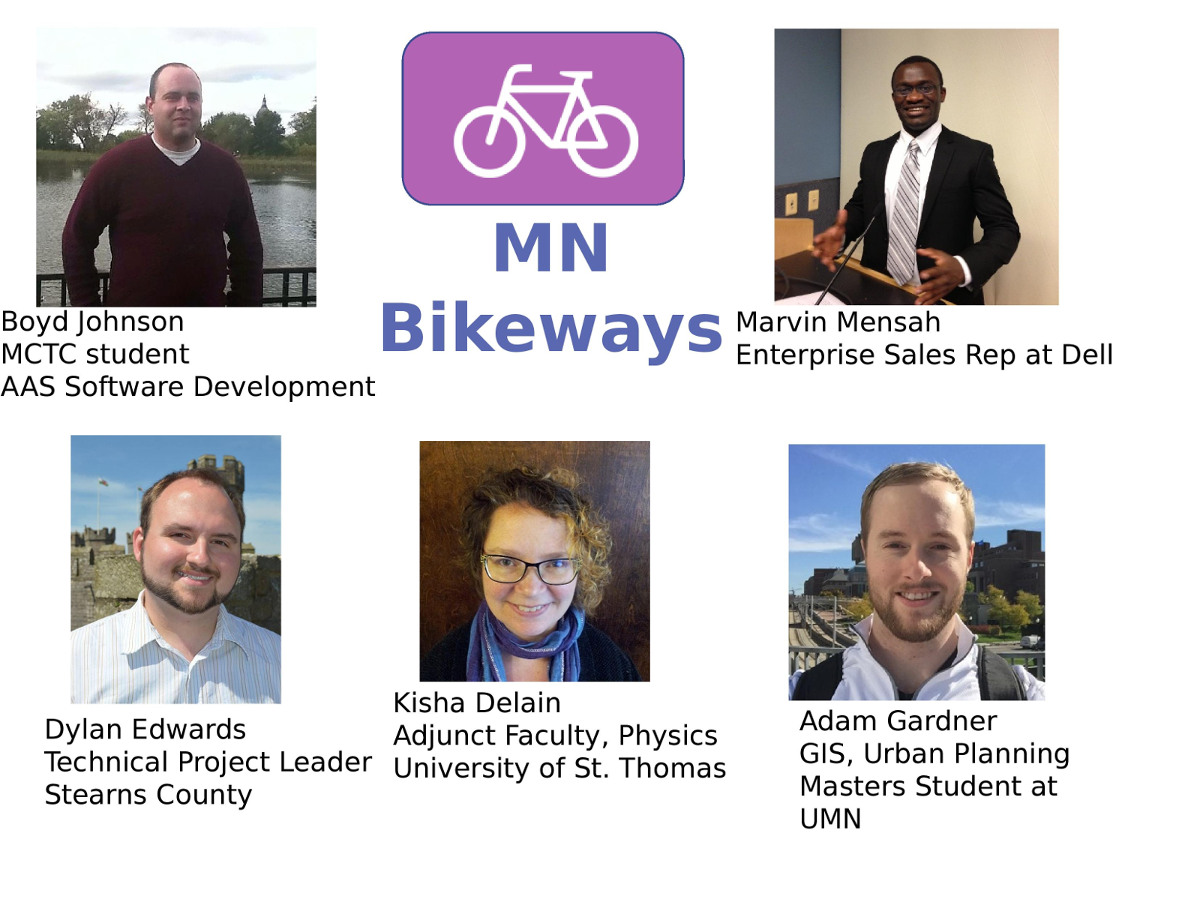 MN
Bikeways
Boyd Johnson
MCTC student
AAS Software Development
Marvin Mensah
Enterprise Sales Rep at Dell
Dylan Edwards
Technical Project Leader
Stearns County
Kisha Delain
Adjunct Faculty, Physics
University of St. Thomas
Adam Gardner
GIS, Urban Planning
Masters Student at
UMN